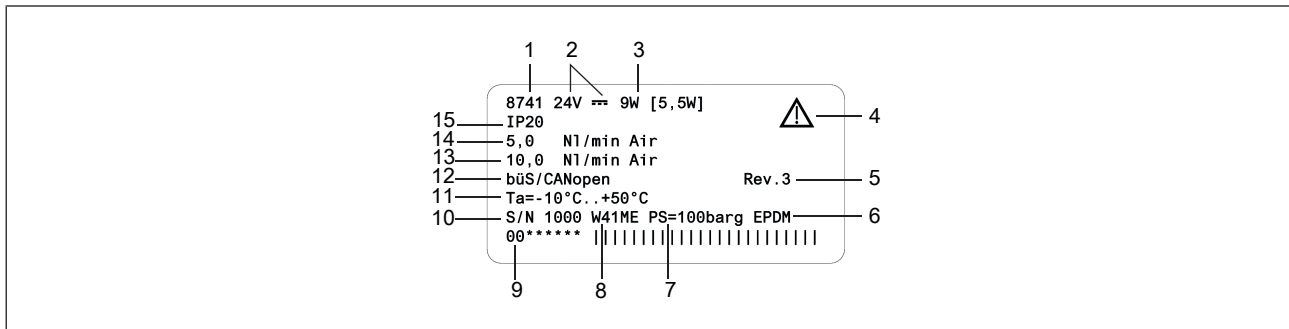 1 2 3
8741 24V ⎓ 9W [5,5W]
4
15 IP20
14 5,0 Nl/min Air
13 10,0 Nl/min Air
12 büS/CANopen Rev.3 5
11 Ta=-10°C..+50°C
10 S/N 1000 W41ME PS=100barg EPDM 6
00******
9 8 7